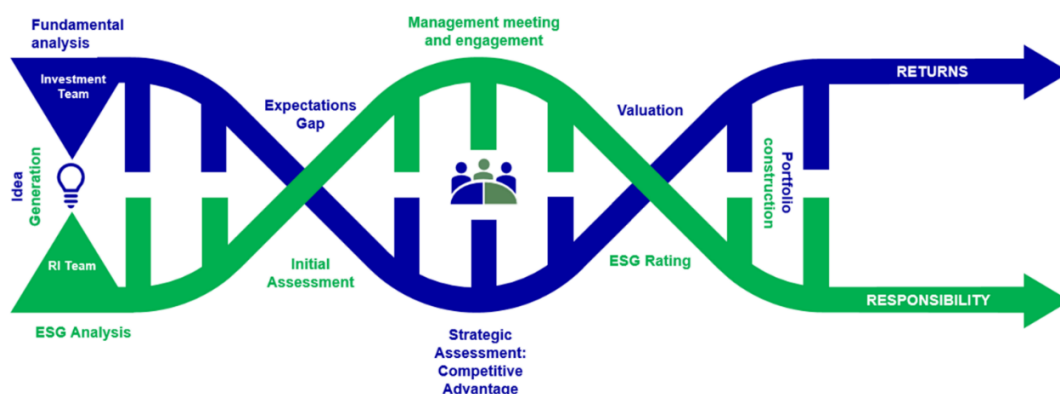 Fundamental
analysis
Investment
Team
Idea
Generation
RI Team
ESG Analysis
Expectations
Gap
Initial
Assessment
Management meeting
and engagement
Strategic
Assessment:
Competitive
Advantage
Valuation
ESG Rating
Portfolio
construction
RETURNS
RESPONSIBILITY